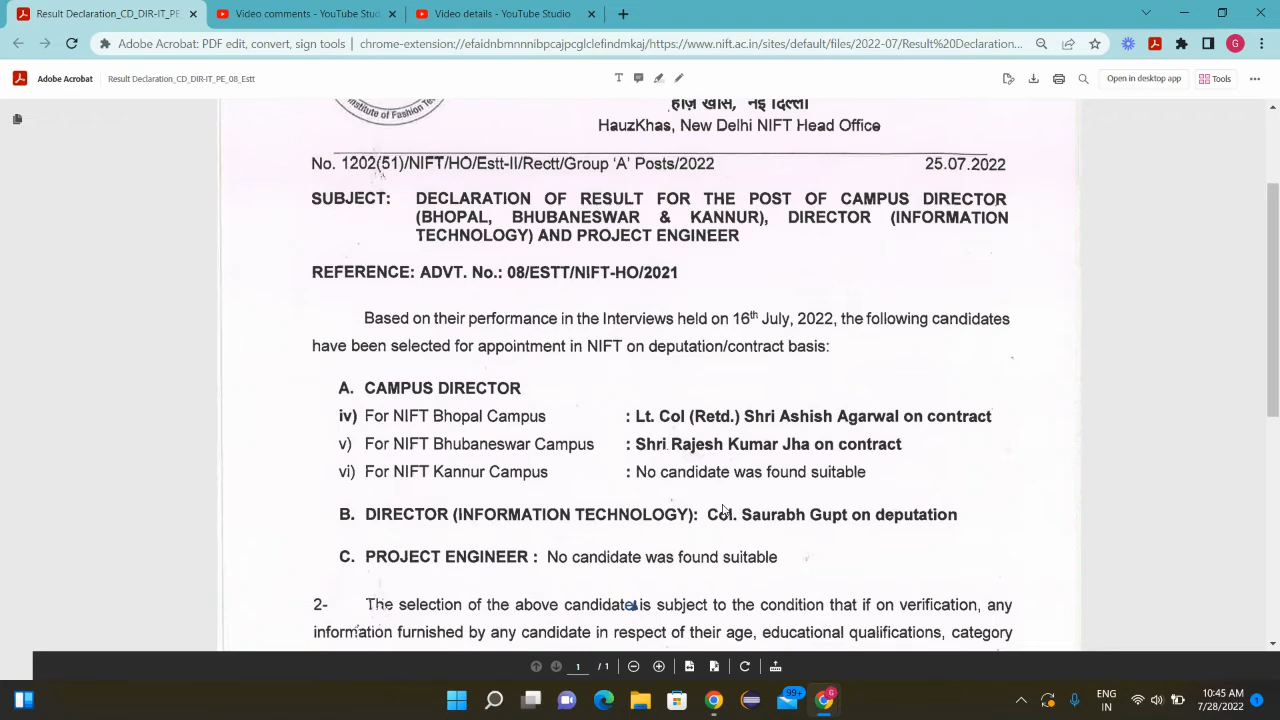 Result Declaration_CD_DIR-IT_PE_
Video comments - YouTube Stud
Video details - YouTube Studio
Adobe Acrobat: PDF edit, convert, sign tools | chrome-extension://efaidnbmnnnibpcajpcglclefindmkaj/https://www.nift.ac.in/sites/default/files/2022-07/Result%20Declaration...
G
Adobe Acrobat
Result Declaration_CD_DIR-IT_PE_08_Estt
Open in desktop app
Tools
Institute of Fashion Te
हौज़ खास, नई दिल्ली
HauzKhas, New Delhi NIFT Head Office
No. 1202(51)/NIFT/HO/Estt-II/Rectt/Group ‘A’ Posts/2022 25.07.2022
SUBJECT: DECLARATION OF RESULT FOR THE POST OF CAMPUS DIRECTOR
(BHOPAL, BHUBANESWAR & KANNUR), DIRECTOR (INFORMATION
TECHNOLOGY) AND PROJECT ENGINEER
REFERENCE: ADVT. No.: 08/ESTT/NIFT-HO/2021
Based on their performance in the Interviews held on 16th July, 2022, the following candidates
have been selected for appointment in NIFT on deputation/contract basis:
A. CAMPUS DIRECTOR
iv) For NIFT Bhopal Campus : Lt. Col (Retd.) Shri Ashish Agarwal on contract
v) For NIFT Bhubaneswar Campus : Shri Rajesh Kumar Jha on contract
vi) For NIFT Kannur Campus : No candidate was found suitable
B. DIRECTOR (INFORMATION TECHNOLOGY): Col. Saurabh Gupt on deputation
C. PROJECT ENGINEER : No candidate was found suitable
2- The selection of the above candidates is subject to the condition that if on verification, any
information furnished by any candidate in respect of their age, educational qualifications, category
1 / 1
99+
G
ENG
IN
10:45 AM
7/28/2022
1